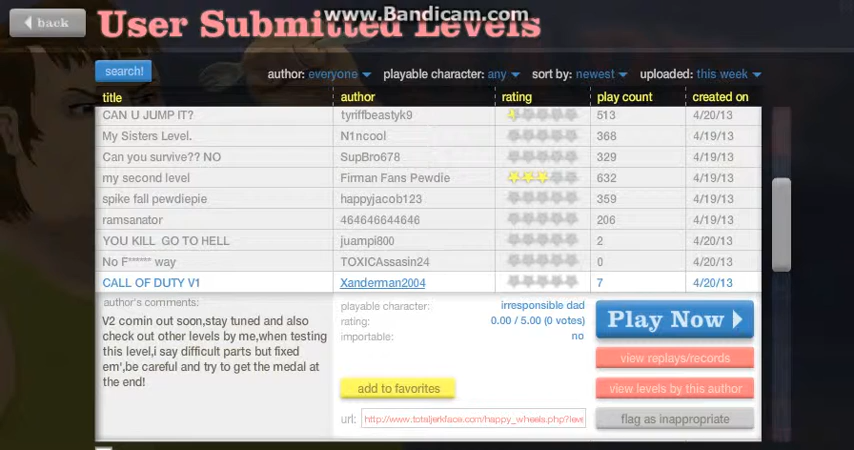 www.Bandicam.com
back
User Submitted Levels
search!
author: everyone playable character: any sort by: newest uploaded: this week
title author rating play count created on
CAN U JUMP IT? tyriffbeastyk9 513 4/20/13
My Sisters Level. N1ncool 368 4/19/13
Can you survive?? NO SupBro678 329 4/19/13
my second level Firman Fans Pewdie 632 4/19/13
spike fall pewdiepie happyjacob123 359 4/19/13
ramsanator 464646644646 206 4/19/13
YOU KILL GO TO HELL juampi800 2 4/20/13
No F****** way TOXICAssasin24 0 4/20/13
CALL OF DUTY V1 Xanderman2004 7 4/20/13
author's comments:
V2 comin out soon,stay tuned and also
check out other levels by me,when testing
this level,i say difficult parts but fixed
em',be careful and try to get the medal at
the end!
playable character: irresponsible dad
rating: 0.00 / 5.00 (0 votes)
importable: no
add to favorites
url: http://www.totaljerkface.com/happy_wheels.php?leve
Play Now
view replays/records
view levels by this author
flag as inappropriate